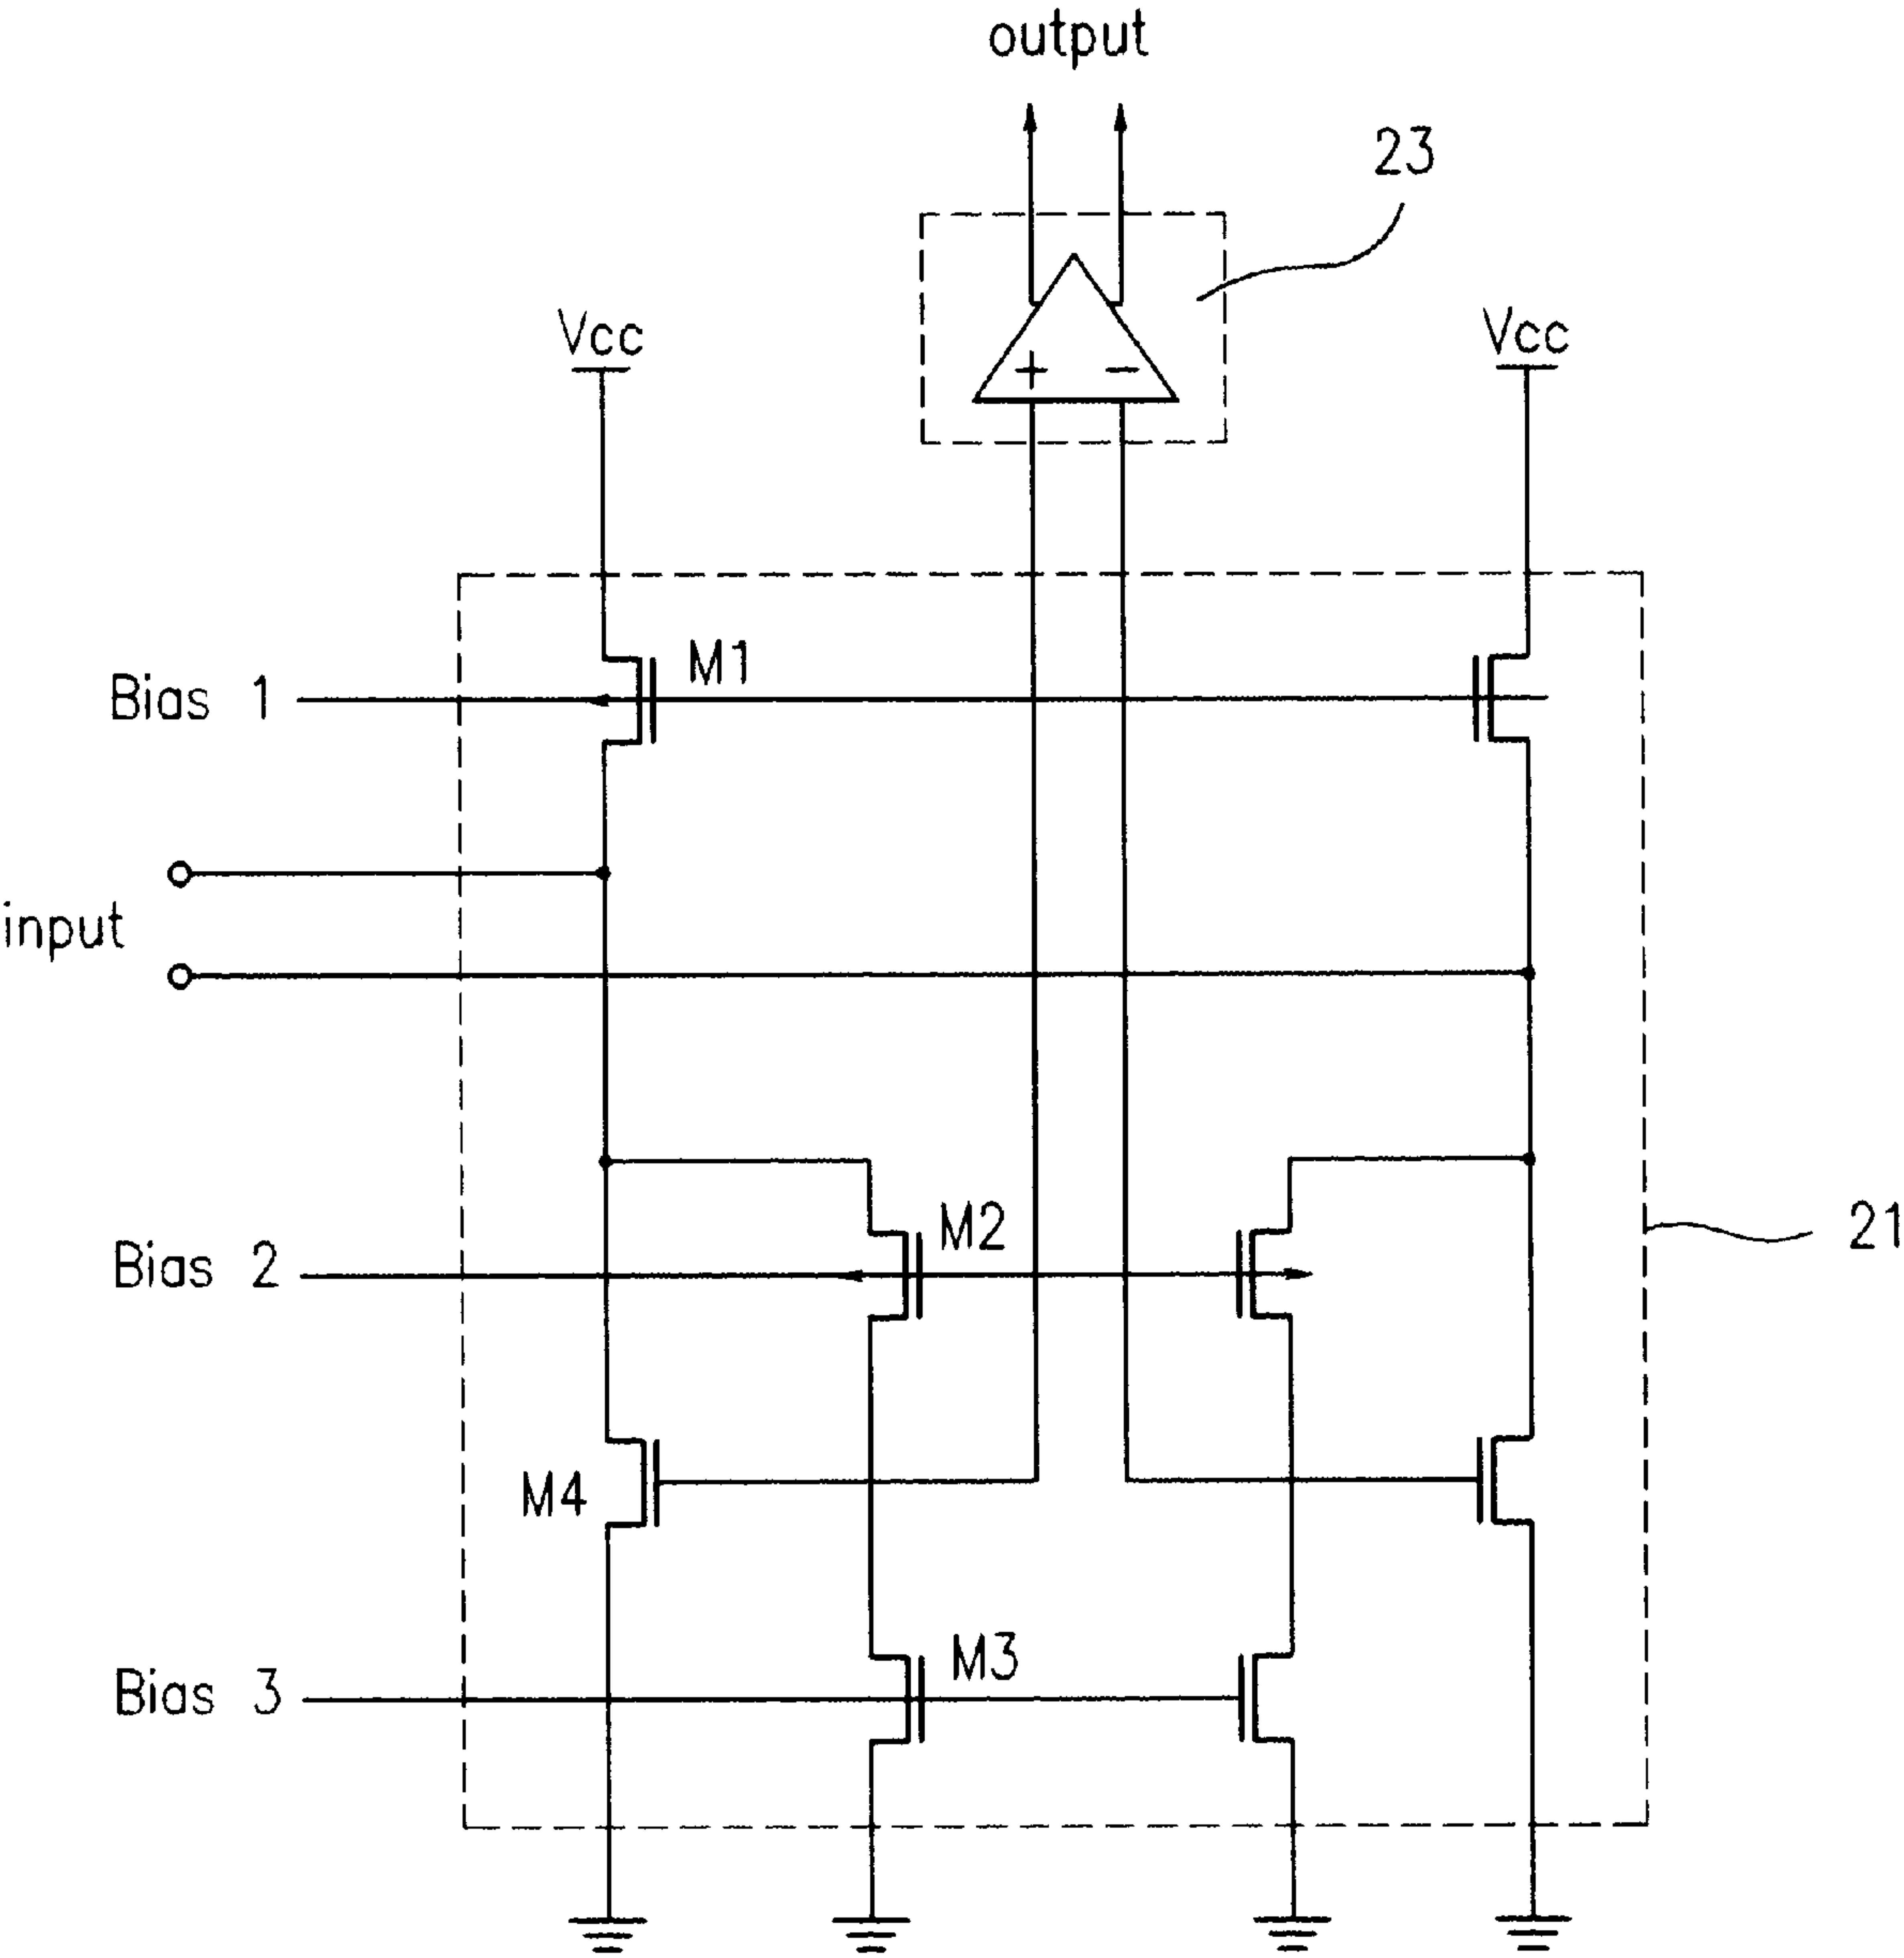 output
23
Vcc
Vcc
+ −
M1
Bias 1
input
M2
Bias 2
21
M4
M3
Bias 3